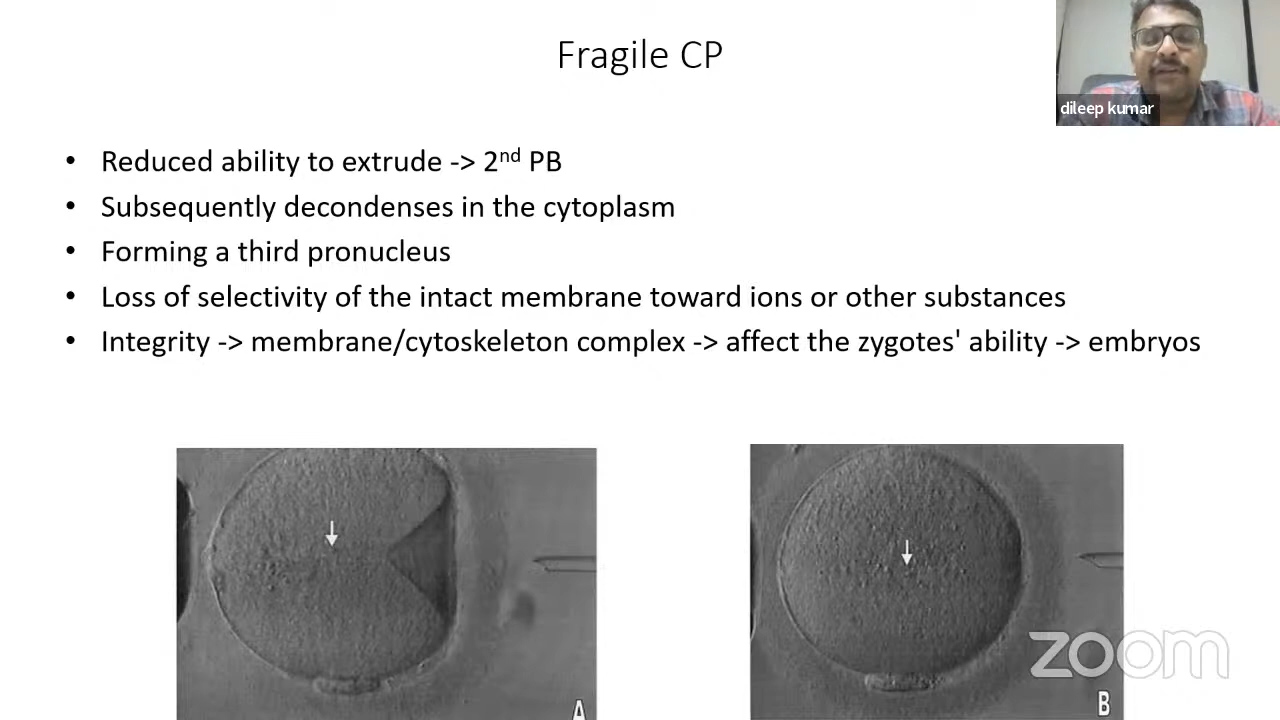 Fragile CP
dileep kumar
• Reduced ability to extrude -> 2nd PB
• Subsequently decondenses in the cytoplasm
• Forming a third pronucleus
• Loss of selectivity of the intact membrane toward ions or other substances
• Integrity -> membrane/cytoskeleton complex -> affect the zygotes' ability -> embryos
A
B
zoom